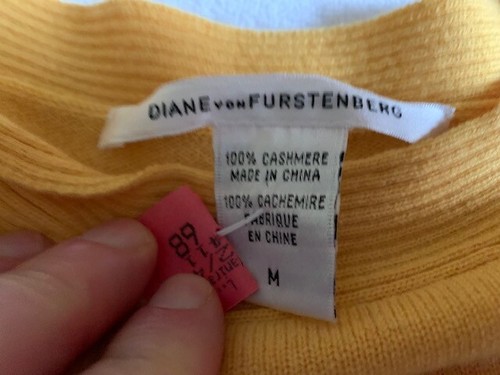 DIANE VON FURSTENBERG
100% CASHMERE
MADE IN CHINA
100% CACHEMIRE
FABRIQUE
EN CHINE
M
89